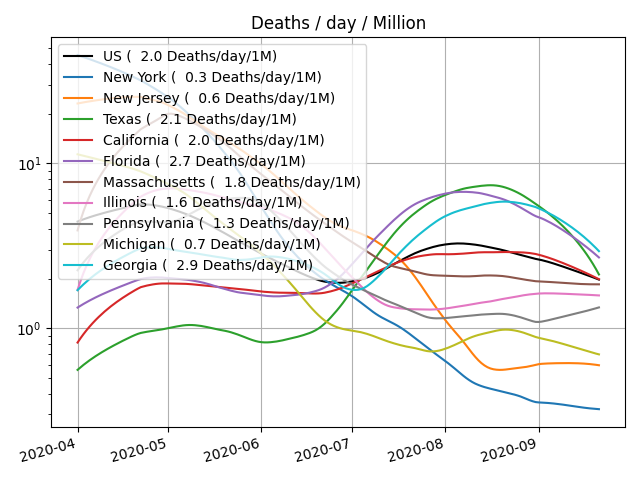 Deaths / day / Million
US (  2.0 Deaths/day/1M)
New York (  0.3 Deaths/day/1M)
New Jersey (  0.6 Deaths/day/1M)
Texas (  2.1 Deaths/day/1M)
California (  2.0 Deaths/day/1M)
Florida (  2.7 Deaths/day/1M)
Massachusetts (  1.8 Deaths/day/1M)
Illinois (  1.6 Deaths/day/1M)
Pennsylvania (  1.3 Deaths/day/1M)
Michigan (  0.7 Deaths/day/1M)
Georgia (  2.9 Deaths/day/1M)
10¹
10⁰
2020-04
2020-05
2020-06
2020-07
2020-08
2020-09